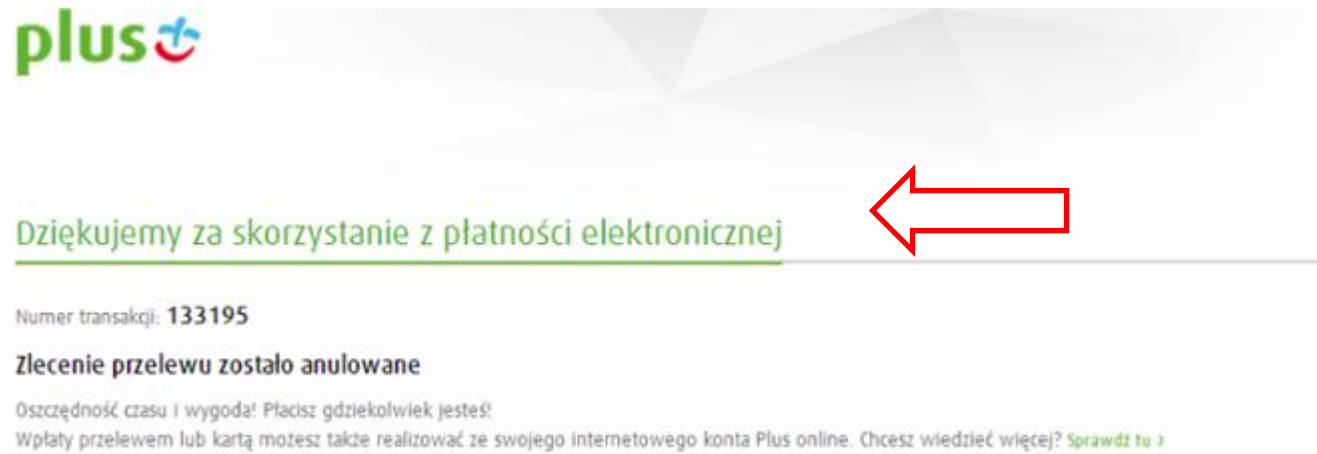 plus
Dziękujemy za skorzystanie z płatności elektronicznej
Numer transakcji: 133195
Zlecenie przelewu zostało anulowane
Oszczędność czasu i wygoda! Płacisz gdziekolwiek jesteś!
Wpłaty przelewem lub kartą możesz także realizować ze swojego internetowego konta Plus online. Chcesz wiedzieć więcej? Sprawdź tu ›